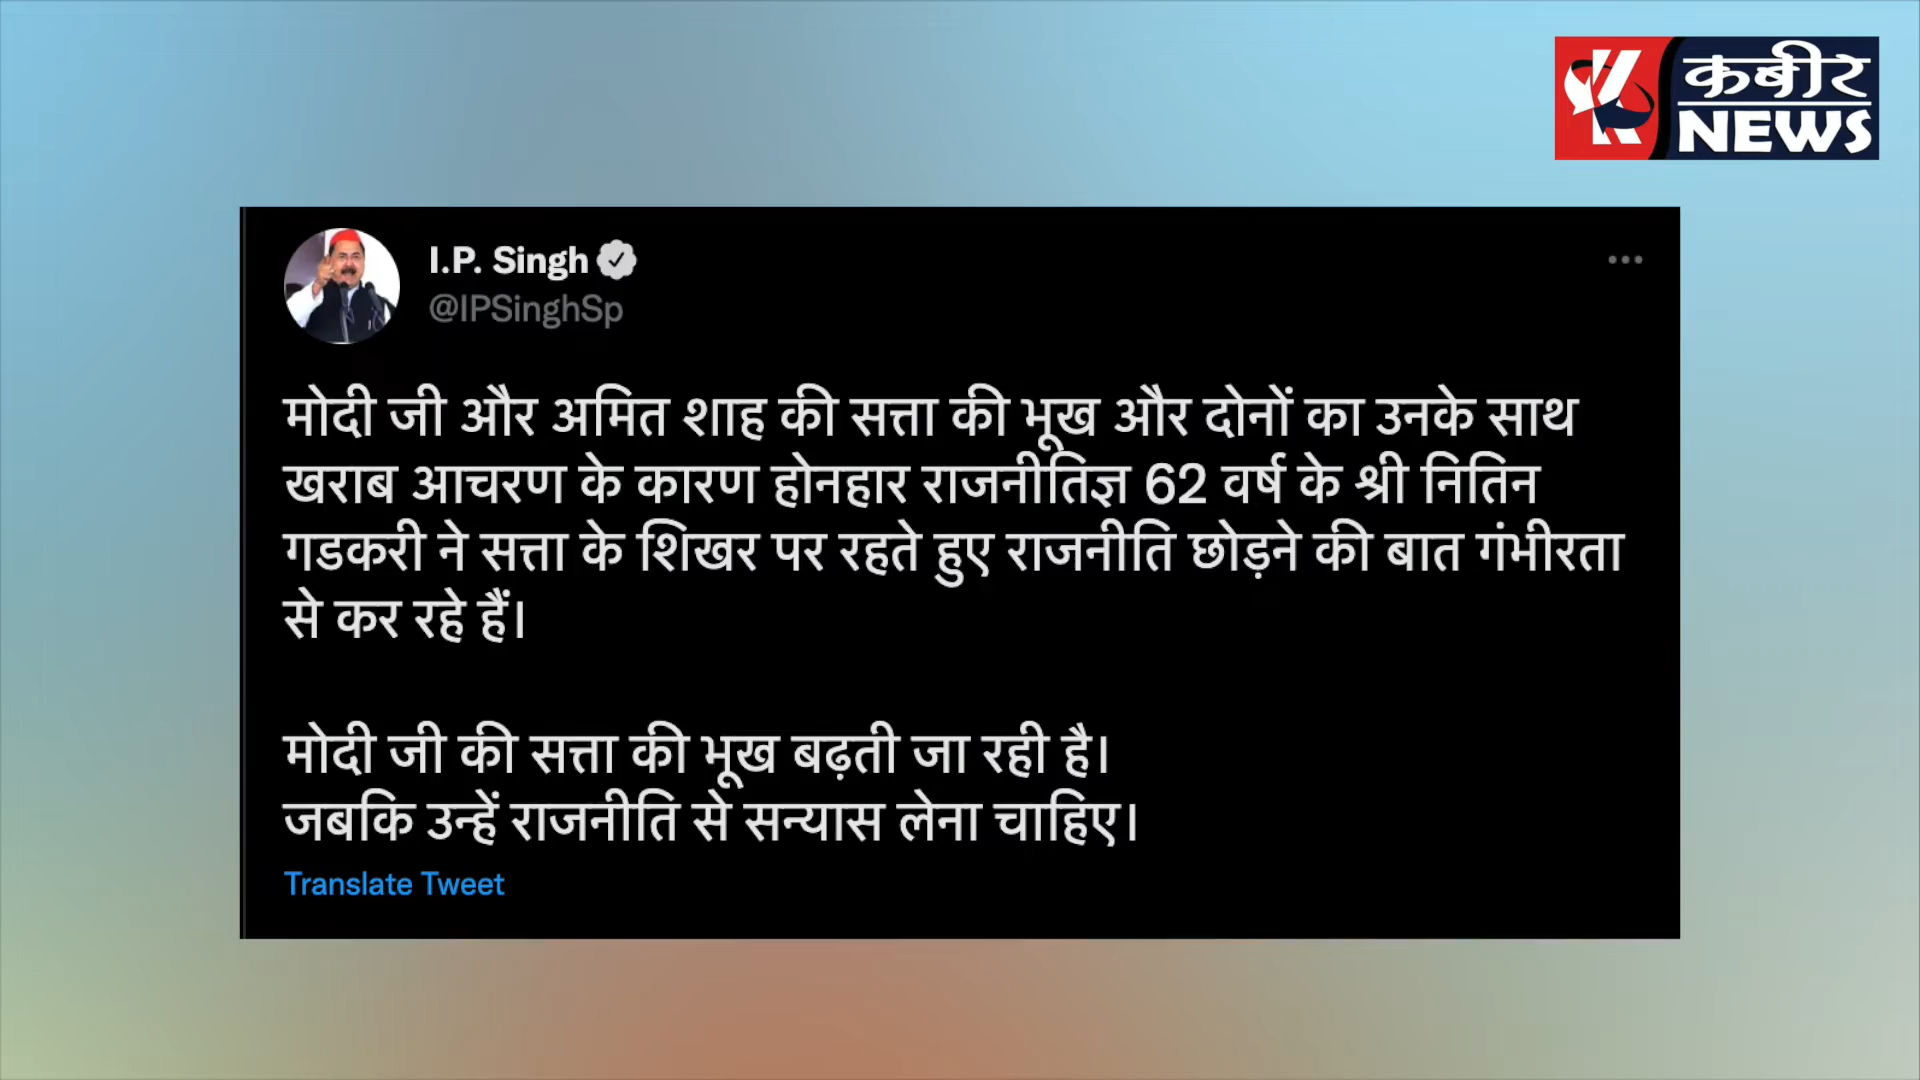 कबीर
NEWS
I.P. Singh
@IPSinghSp
मोदी जी और अमित शाह की सत्ता की भूख और दोनों का उनके साथ
खराब आचरण के कारण होनहार राजनीतिज्ञ 62 वर्ष के श्री नितिन
गडकरी ने सत्ता के शिखर पर रहते हुए राजनीति छोड़ने की बात गंभीरता
से कर रहे हैं।
मोदी जी की सत्ता की भूख बढ़ती जा रही है।
जबकि उन्हें राजनीति से सन्यास लेना चाहिए।
Translate Tweet